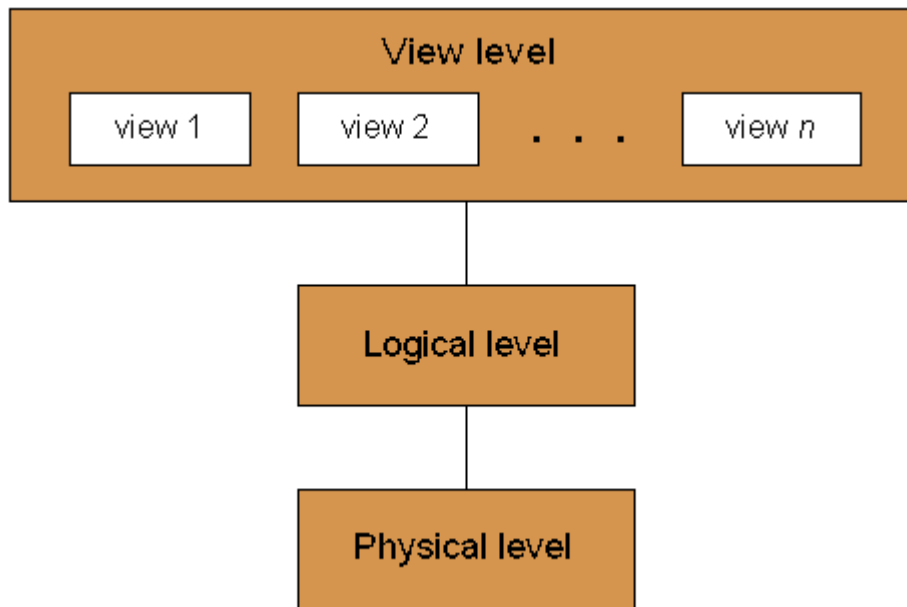 View level
view 1
view 2
. . .
view n
Logical level
Physical level